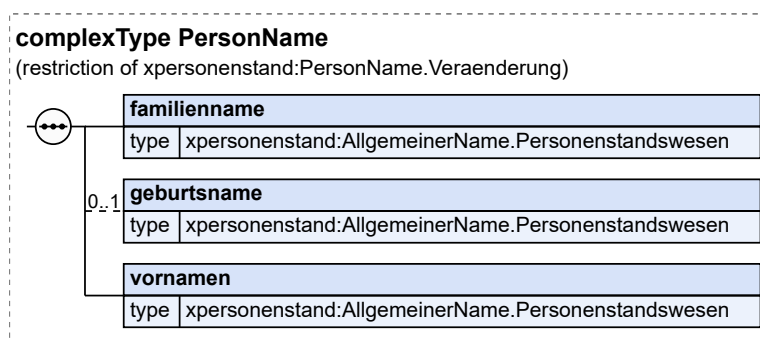 complexType PersonName
(restriction of xpersonenstand:PersonName.Veraenderung)
familienname
type xpersonenstand:AllgemeinerName.Personenstandswesen
0..1 geburtsname
type xpersonenstand:AllgemeinerName.Personenstandswesen
vornamen
type xpersonenstand:AllgemeinerName.Personenstandswesen